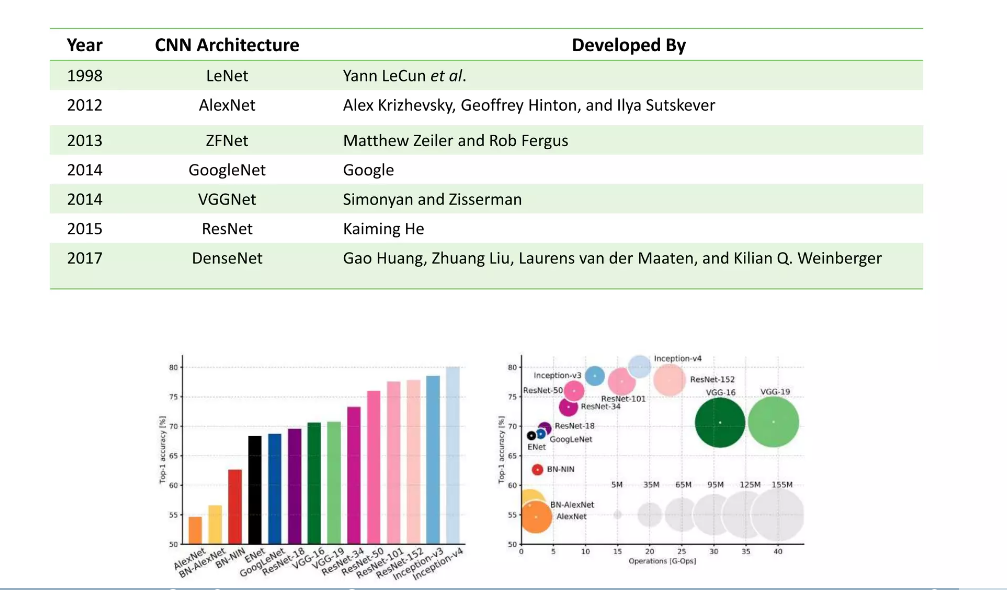 Year CNN Architecture Developed By
1998 LeNet Yann LeCun et al.
2012 AlexNet Alex Krizhevsky, Geoffrey Hinton, and Ilya Sutskever
2013 ZFNet Matthew Zeiler and Rob Fergus
2014 GoogleNet Google
2014 VGGNet Simonyan and Zisserman
2015 ResNet Kaiming He
2017 DenseNet Gao Huang, Zhuang Liu, Laurens van der Maaten, and Kilian Q. Weinberger
Top-1 accuracy [%]
80
75
70
65
60
55
50
AlexNet
BN-AlexNet
BN-NIN
ENet
GoogLeNet
ResNet-18
VGG-16
VGG-19
ResNet-34
ResNet-50
ResNet-101
ResNet-152
Inception-v3
Inception-v4
Top-1 accuracy [%]
80
75
70
65
60
55
50
Inception-v4
Inception-v3
ResNet-152
ResNet-50
ResNet-101
VGG-16 VGG-19
ResNet-34
ResNet-18
GoogLeNet
ENet
BN-NIN
5M 35M 65M 95M 125M 155M
BN-AlexNet
AlexNet
0 5 10 15 20 25 30 35 40
Operations [G-Ops]